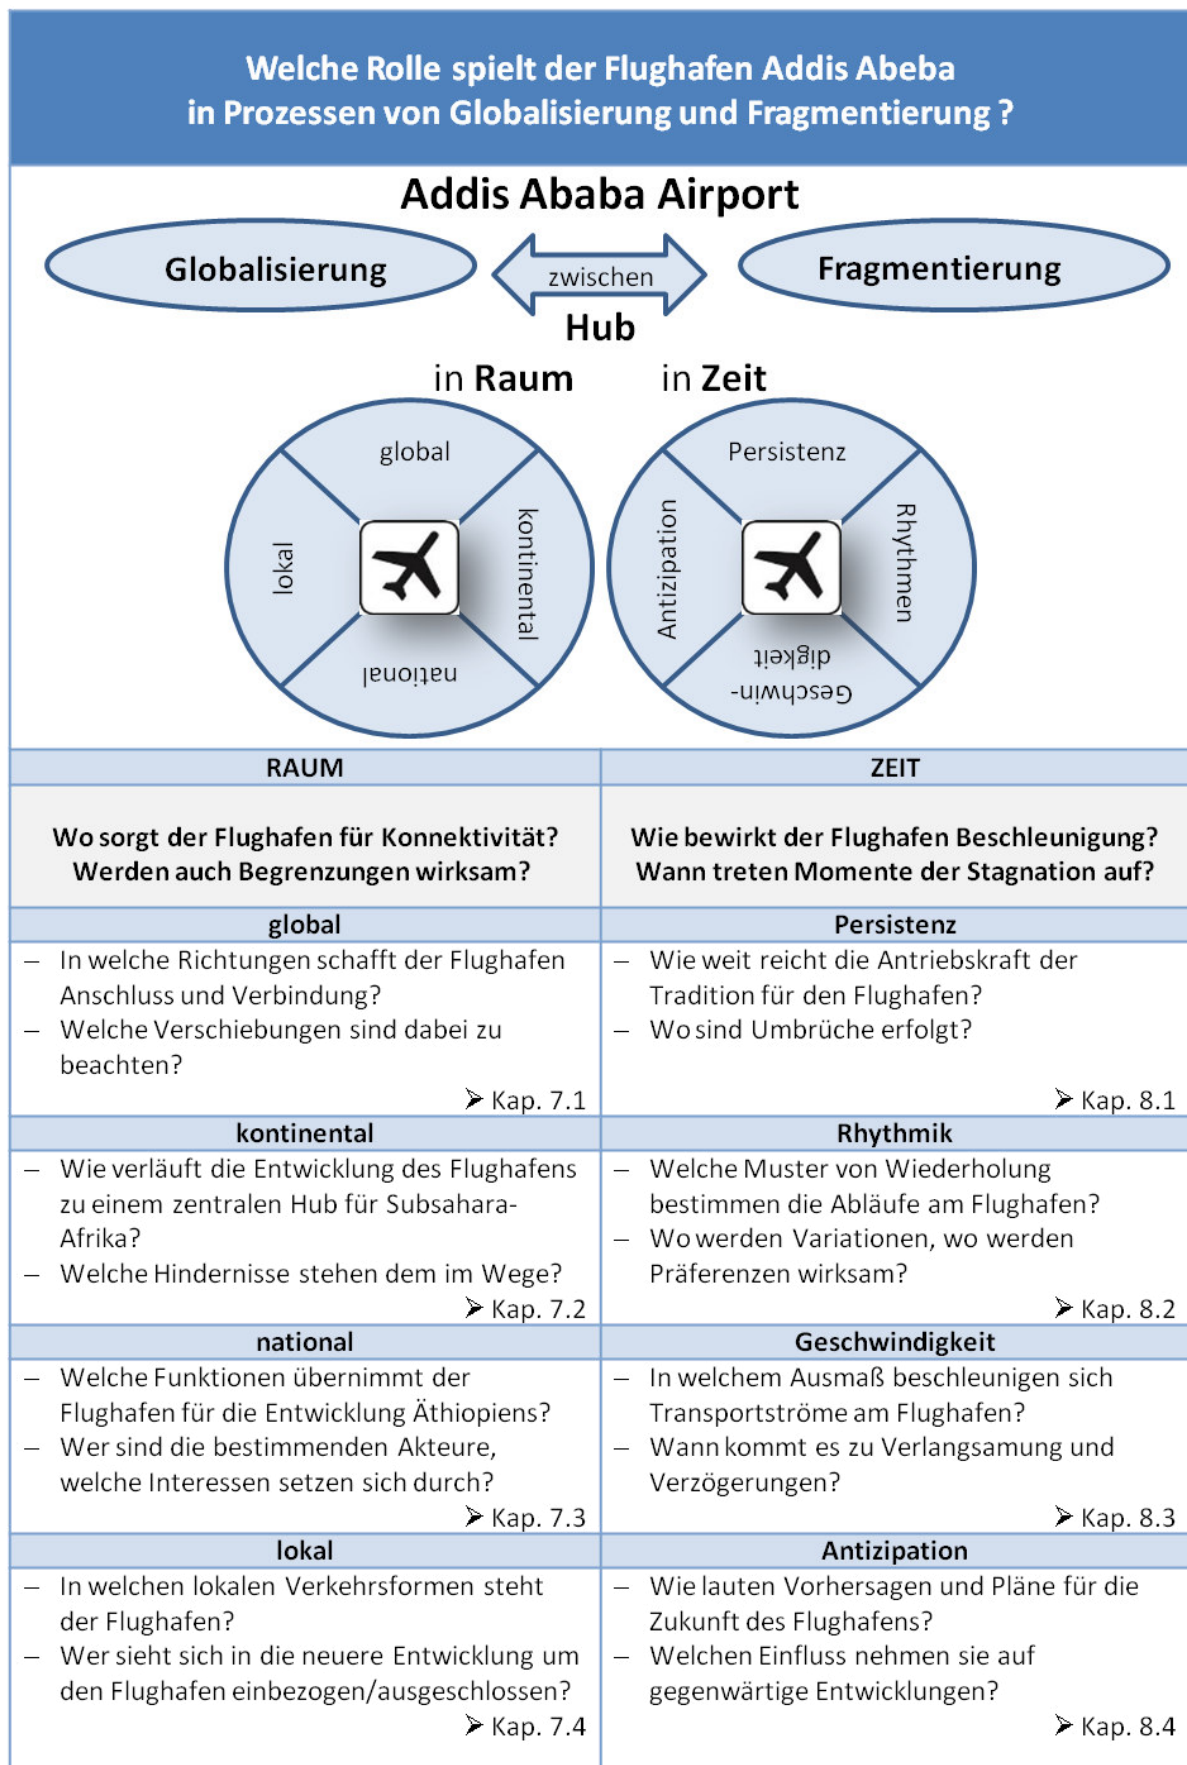 Welche Rolle spielt der Flughafen Addis Abeba
in Prozessen von Globalisierung und Fragmentierung ?
Addis Ababa Airport
Globalisierung
zwischen
Fragmentierung
Hub
in Raum
in Zeit
global
kontinental
national
lokal
Persistenz
Rhythmen
Geschwin-
digkeit
Antizipation
RAUM
Wo sorgt der Flughafen für Konnektivität?
Werden auch Begrenzungen wirksam?
global
– In welche Richtungen schafft der Flughafen
Anschluss und Verbindung?
– Welche Verschiebungen sind dabei zu
beachten?
➢ Kap. 7.1
kontinental
– Wie verläuft die Entwicklung des Flughafens
zu einem zentralen Hub für Subsahara-
Afrika?
– Welche Hindernisse stehen dem im Wege?
➢ Kap. 7.2
national
– Welche Funktionen übernimmt der
Flughafen für die Entwicklung Äthiopiens?
– Wer sind die bestimmenden Akteure,
welche Interessen setzen sich durch?
➢ Kap. 7.3
lokal
– In welchen lokalen Verkehrsformen steht
der Flughafen?
– Wer sieht sich in die neuere Entwicklung um
den Flughafen einbezogen/ausgeschlossen?
➢ Kap. 7.4
ZEIT
Wie bewirkt der Flughafen Beschleunigung?
Wann treten Momente der Stagnation auf?
Persistenz
– Wie weit reicht die Antriebskraft der
Tradition für den Flughafen?
– Wo sind Umbrüche erfolgt?
➢ Kap. 8.1
Rhythmik
– Welche Muster von Wiederholung
bestimmen die Abläufe am Flughafen?
– Wo werden Variationen, wo werden
Präferenzen wirksam?
➢ Kap. 8.2
Geschwindigkeit
– In welchem Ausmaß beschleunigen sich
Transportströme am Flughafen?
– Wann kommt es zu Verlangsamung und
Verzögerungen?
➢ Kap. 8.3
Antizipation
– Wie lauten Vorhersagen und Pläne für die
Zukunft des Flughafens?
– Welchen Einfluss nehmen sie auf
gegenwärtige Entwicklungen?
➢ Kap. 8.4